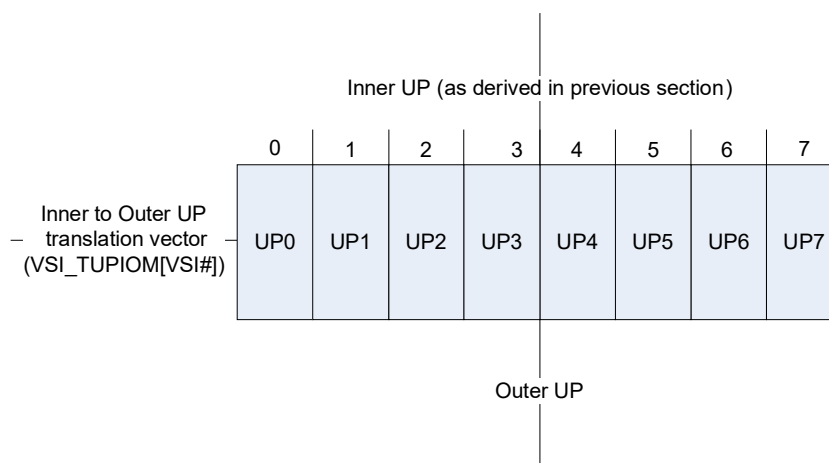 Inner UP (as derived in previous section)
0 1 2 3 4 5 6 7
Inner to Outer UP
translation vector
(VSI_TUPIOM[VSI#])
UP0 UP1 UP2 UP3 UP4 UP5 UP6 UP7
Outer UP